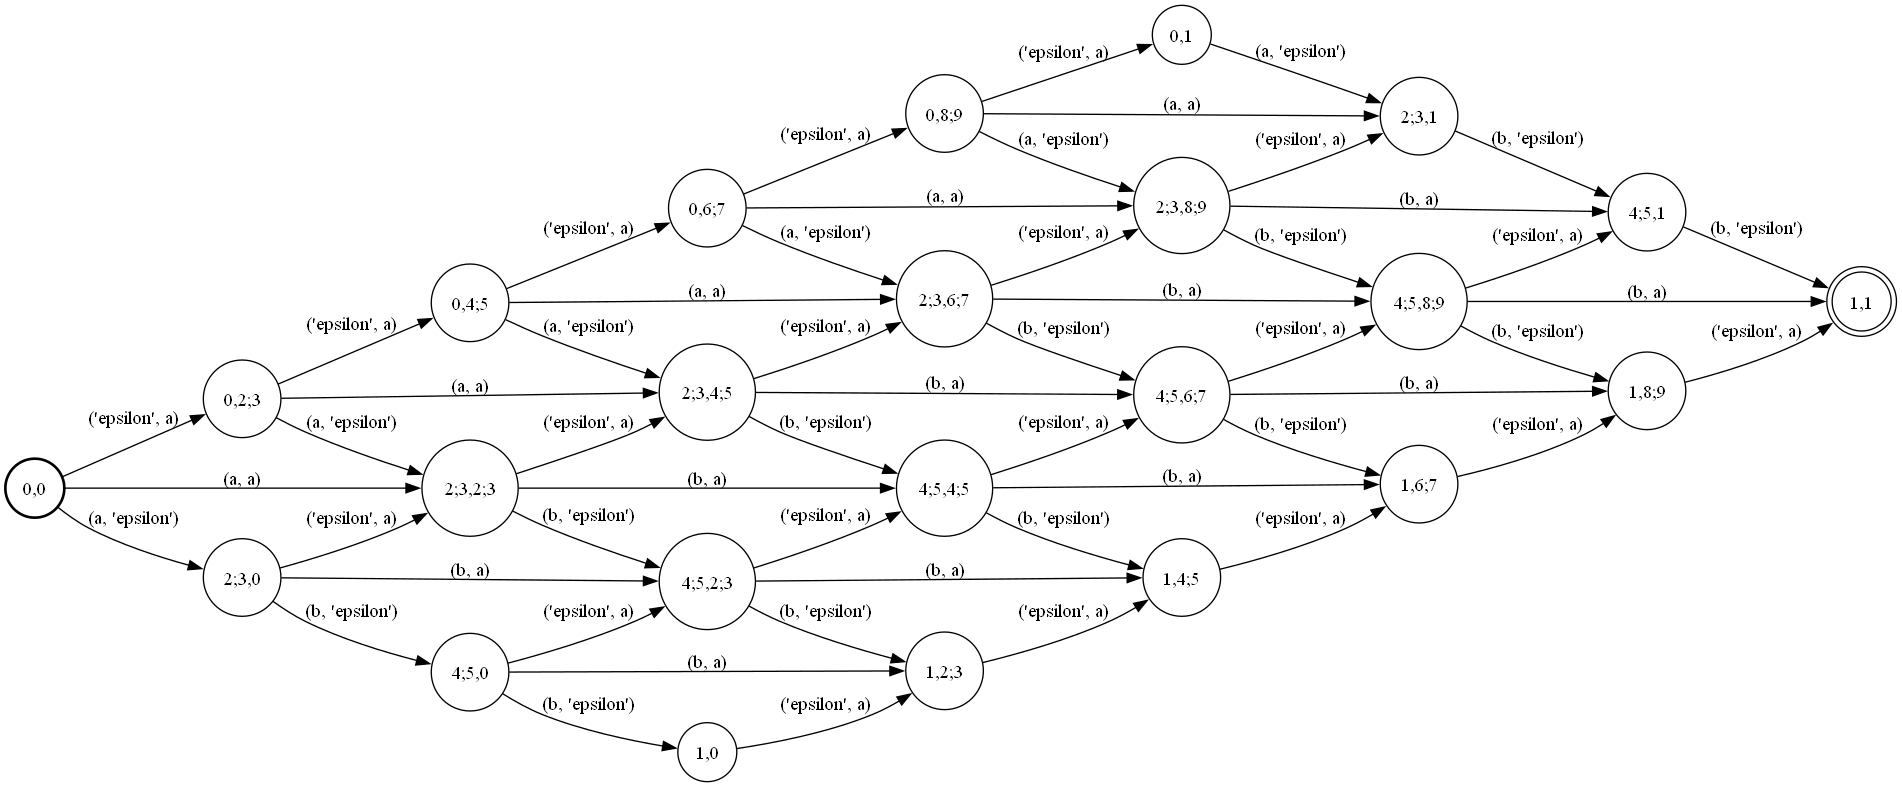 0,1
('epsilon', a)
(a, 'epsilon')
(a, a)
0,8;9
2;3,1
('epsilon', a)
(a, 'epsilon')
('epsilon', a)
(b, 'epsilon')
(a, a)
(b, a)
0,6;7
2;3,8;9
4;5,1
('epsilon', a)
(a, 'epsilon')
('epsilon', a)
(b, 'epsilon')
('epsilon', a)
(b, 'epsilon')
(a, a)
(b, a)
(b, a)
0,4;5
2;3,6;7
4;5,8;9
1,1
('epsilon', a)
(a, 'epsilon')
('epsilon', a)
(b, 'epsilon')
('epsilon', a)
(b, 'epsilon')
('epsilon', a)
(a, a)
(b, a)
(b, a)
0,2;3
2;3,4;5
4;5,6;7
1,8;9
('epsilon', a)
(a, 'epsilon')
('epsilon', a)
(b, 'epsilon')
('epsilon', a)
(b, 'epsilon')
('epsilon', a)
(a, a)
(b, a)
(b, a)
0,0
2;3,2;3
4;5,4;5
1,6;7
(a, 'epsilon')
('epsilon', a)
(b, 'epsilon')
('epsilon', a)
(b, 'epsilon')
('epsilon', a)
(b, a)
(b, a)
2;3,0
4;5,2;3
1,4;5
(b, 'epsilon')
('epsilon', a)
(b, 'epsilon')
('epsilon', a)
(b, a)
4;5,0
1,2;3
(b, 'epsilon')
('epsilon', a)
1,0